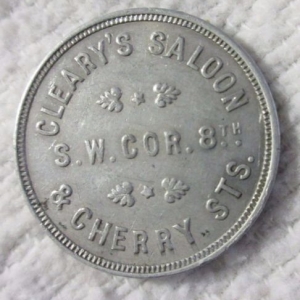 CLEARY'S SALOON
S.W. COR. 8TH
& CHERRY. STS.